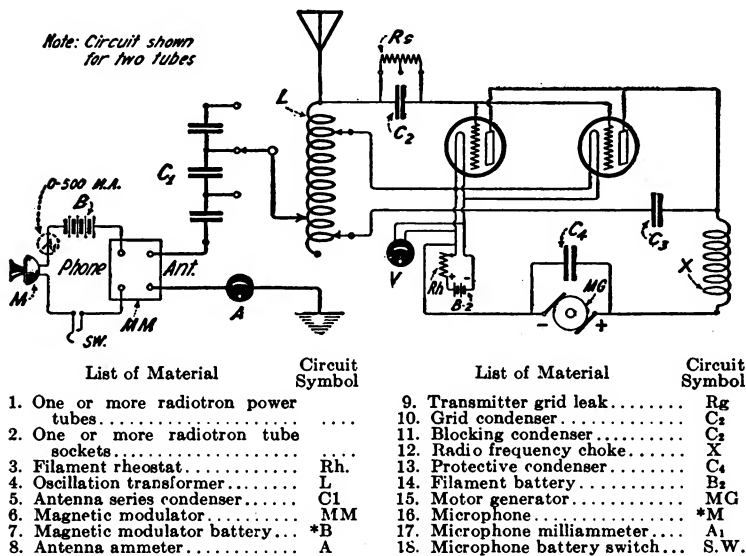 Note: Circuit shown
for two tubes
Rg
L
C2
C1
0-500 M.A.
B
Phone
Ant.
M
MM
A
SW.
V
Rh
+ -
B-2
C3
C4
MG
- +
X
List of Material Circuit Symbol
1. One or more radiotron power
tubes ....
2. One or more radiotron tube
sockets.................... ....
3. Filament rheostat............. Rh.
4. Oscillation transformer........ L
5. Antenna series condenser..... C1
6. Magnetic modulator......... MM
7. Magnetic modulator battery... *B
8. Antenna ammeter........... A
List of Material Circuit Symbol
9. Transmitter grid leak........ Rg
10. Grid condenser............. C₂
11. Blocking condenser.......... C₂
12. Radio frequency choke....... X
13. Protective condenser......... C₄
14. Filament battery............ B₂
15. Motor generator............ MG
16. Microphone................ *M
17. Microphone milliammeter.... A₁
18. Microphone battery switch... S.W.